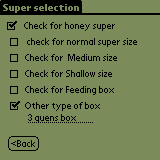 Super selection
Check for honey super
check for normal super size
Check for Medium size
Check for Shallow size
Check for Feeding box
Other type of box
3 quens box
<Back